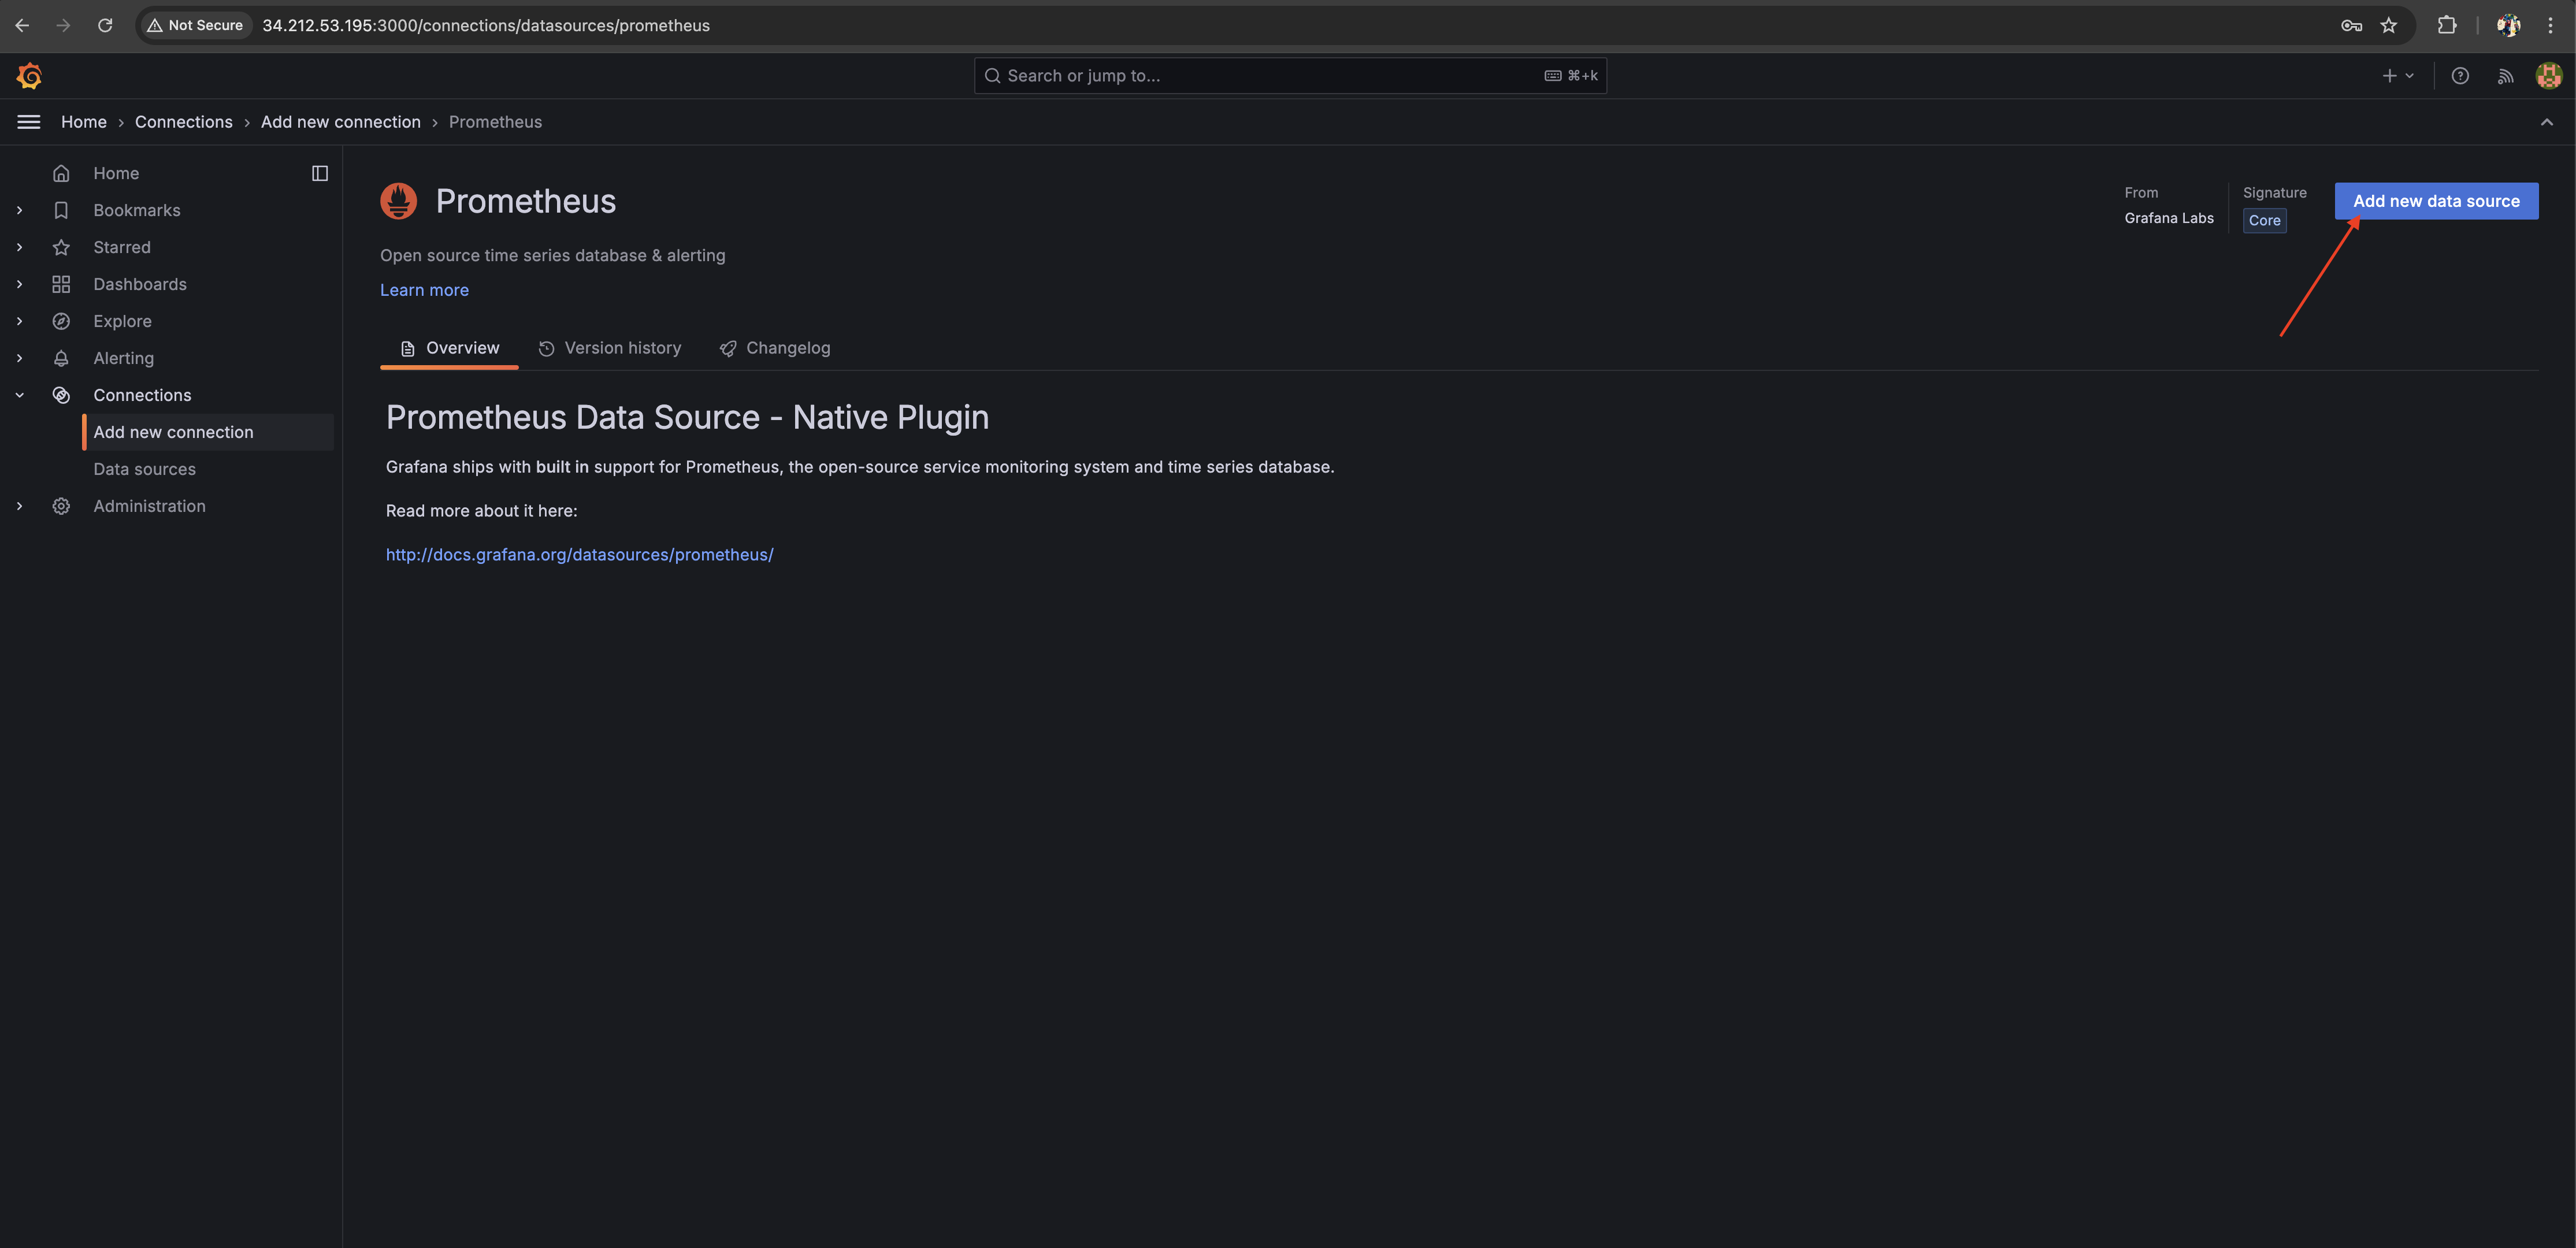 Not Secure 34.212.53.195:3000/connections/datasources/prometheus
Search or jump to... ⌘+k
Home › Connections › Add new connection › Prometheus
Home
Bookmarks
Starred
Dashboards
Explore
Alerting
Connections
Add new connection
Data sources
Administration
Prometheus
From
Grafana Labs
Signature
Core
Add new data source
Open source time series database & alerting
Learn more
Overview Version history Changelog
Prometheus Data Source - Native Plugin
Grafana ships with built in support for Prometheus, the open-source service monitoring system and time series database.
Read more about it here:
http://docs.grafana.org/datasources/prometheus/